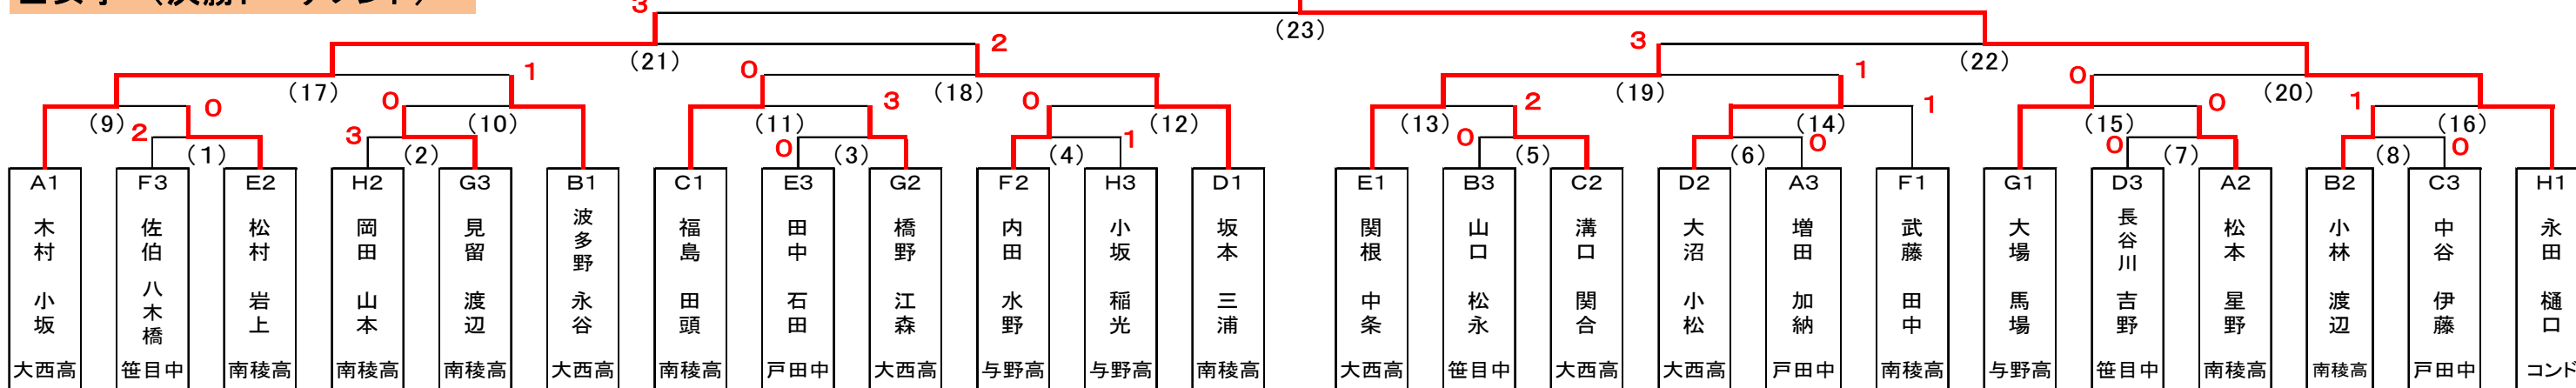 3
(23)
2
3
(21)
(22)
1
0
1
0
(17)
(18)
(19)
(20)
0
0
3
0
2
1
0
1
(9)
(10)
(11)
(12)
(13)
(14)
(15)
(16)
2
3
0
1
0
0
0
0
(1)
(2)
(3)
(4)
(5)
(6)
(7)
(8)
A1
木村
小坂
大西高
F3
佐伯
八木橋
笹目中
E2
松村
岩上
南稜高
H2
岡田
山本
南稜高
G3
見留
渡辺
南稜高
B1
波多野
永谷
大西高
C1
福島
田頭
南稜高
E3
田中
石田
戸田中
G2
橋野
江森
大西高
F2
内田
水野
与野高
H3
小坂
稲光
与野高
D1
坂本
三浦
南稜高
E1
関根
中条
大西高
B3
山口
松永
笹目中
C2
溝口
関合
大西高
D2
大沼
小松
大西高
A3
増田
加納
戸田中
F1
武藤
田中
南稜高
G1
大場
馬場
与野高
D3
長谷川
吉野
笹目中
A2
松本
星野
南稜高
B2
小林
渡辺
南稜高
C3
中谷
伊藤
戸田中
H1
永田
樋口
コンド